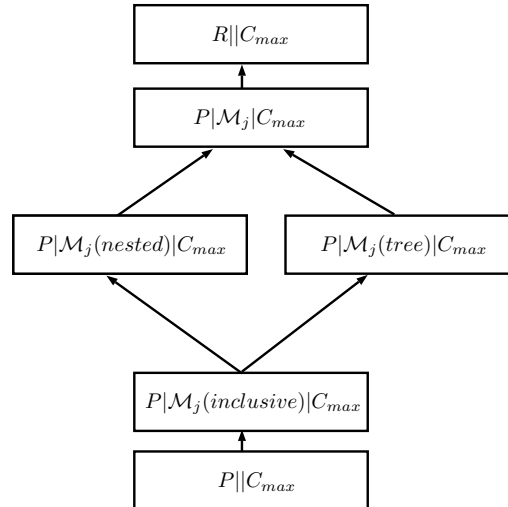 R||C_{max}
P|\mathcal{M}_j|C_{max}
P|\mathcal{M}_j(nested)|C_{max}
P|\mathcal{M}_j(tree)|C_{max}
P|\mathcal{M}_j(inclusive)|C_{max}
P||C_{max}